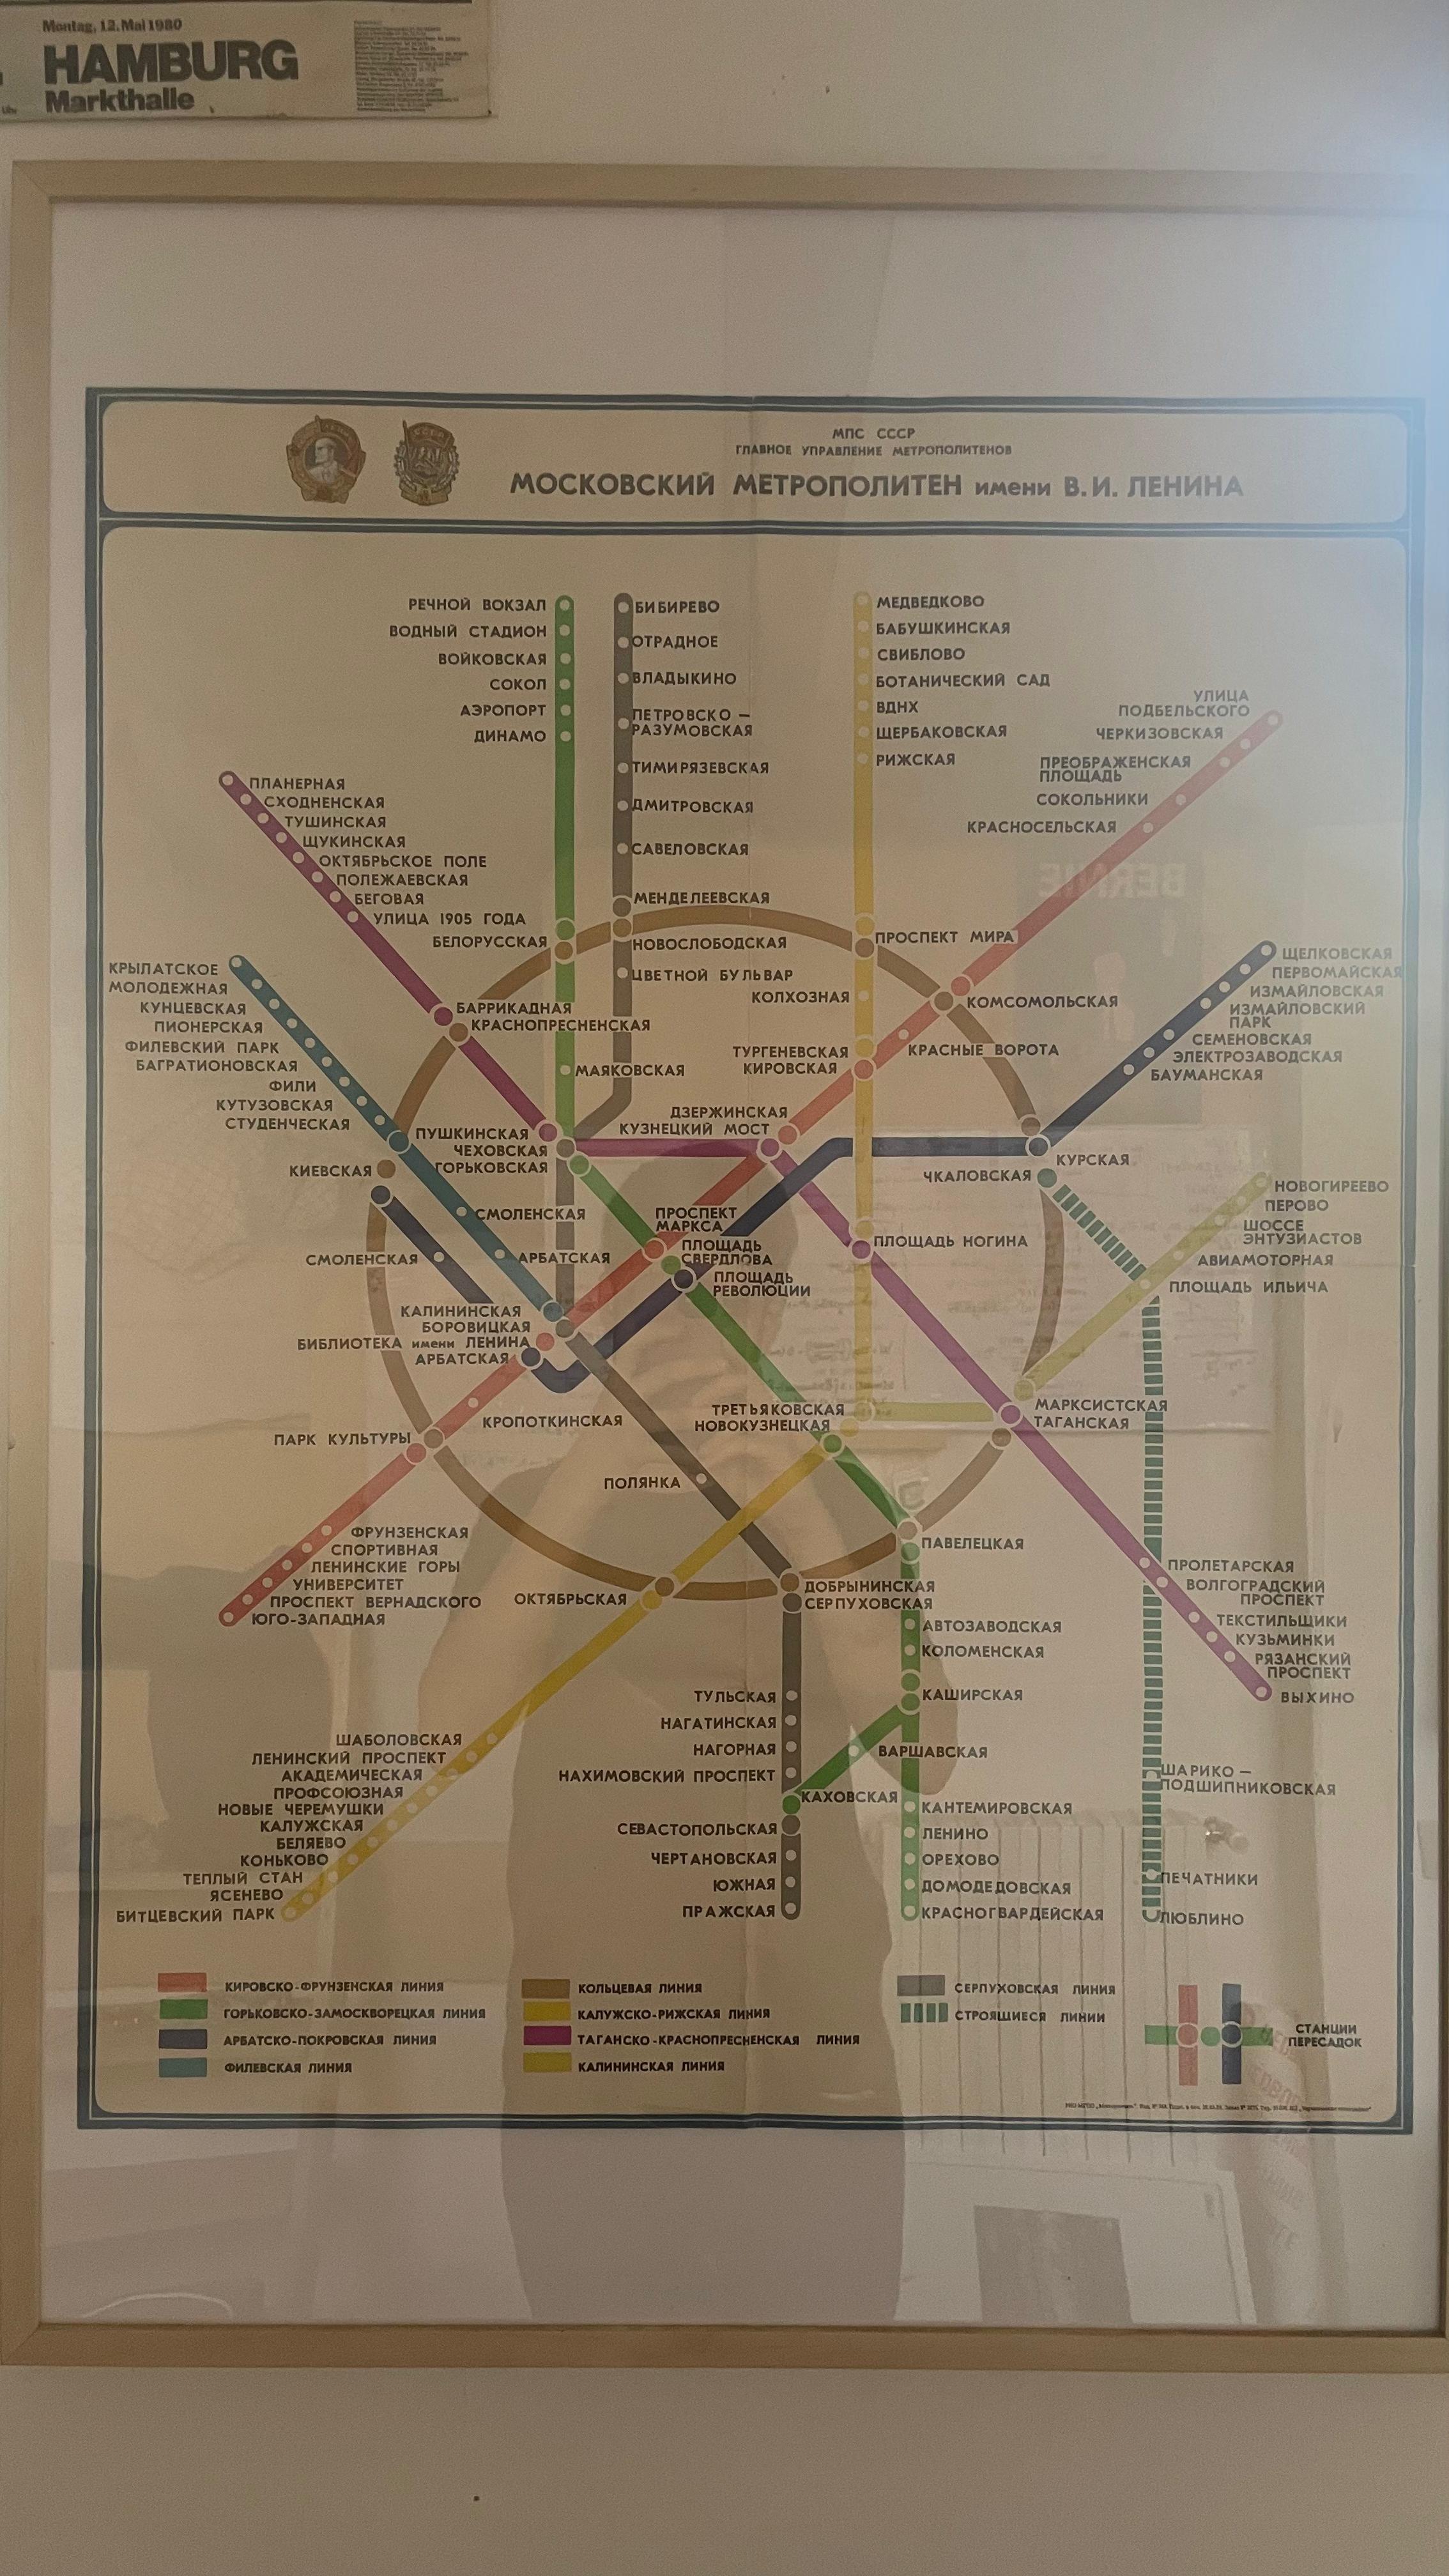 Montag, 12. Mai 1980
HAMBURG
Markthalle
МПС СССР
ГЛАВНОЕ УПРАВЛЕНИЕ МЕТРОПОЛИТЕНОВ
МОСКОВСКИЙ МЕТРОПОЛИТЕН имени В. И. ЛЕНИНА
РЕЧНОЙ ВОКЗАЛ
ВОДНЫЙ СТАДИОН
ВОЙКОВСКАЯ
СОКОЛ
АЭРОПОРТ
ДИНАМО
БИБИРЕВО
ОТРАДНОЕ
ВЛАДЫКИНО
ПЕТРОВСКО –
РАЗУМОВСКАЯ
ТИМИРЯЗЕВСКАЯ
ДМИТРОВСКАЯ
САВЕЛОВСКАЯ
МЕНДЕЛЕЕВСКАЯ
НОВОСЛОБОДСКАЯ
ЦВЕТНОЙ БУЛЬВАР
МЕДВЕДКОВО
БАБУШКИНСКАЯ
СВИБЛОВО
БОТАНИЧЕСКИЙ САД
ВДНХ
ЩЕРБАКОВСКАЯ
РИЖСКАЯ
ПРОСПЕКТ МИРА
КОЛХОЗНАЯ
ТУРГЕНЕВСКАЯ
КИРОВСКАЯ
УЛИЦА
ПОДБЕЛЬСКОГО
ЧЕРКИЗОВСКАЯ
ПРЕОБРАЖЕНСКАЯ
ПЛОЩАДЬ
СОКОЛЬНИКИ
КРАСНОСЕЛЬСКАЯ
КОМСОМОЛЬСКАЯ
КРАСНЫЕ ВОРОТА
ПЛАНЕРНАЯ
СХОДНЕНСКАЯ
ТУШИНСКАЯ
ЩУКИНСКАЯ
ОКТЯБРЬСКОЕ ПОЛЕ
ПОЛЕЖАЕВСКАЯ
БЕГОВАЯ
УЛИЦА 1905 ГОДА
БЕЛОРУССКАЯ
БАРРИКАДНАЯ
КРАСНОПРЕСНЕНСКАЯ
МАЯКОВСКАЯ
КРЫЛАТСКОЕ
МОЛОДЕЖНАЯ
КУНЦЕВСКАЯ
ПИОНЕРСКАЯ
ФИЛЕВСКИЙ ПАРК
БАГРАТИОНОВСКАЯ
ФИЛИ
КУТУЗОВСКАЯ
СТУДЕНЧЕСКАЯ
КИЕВСКАЯ
ЩЕЛКОВСКАЯ
ПЕРВОМАЙСКАЯ
ИЗМАЙЛОВСКАЯ
ИЗМАЙЛОВСКИЙ
ПАРК
СЕМЕНОВСКАЯ
ЭЛЕКТРОЗАВОДСКАЯ
БАУМАНСКАЯ
КУРСКАЯ
ЧКАЛОВСКАЯ
ДЗЕРЖИНСКАЯ
КУЗНЕЦКИЙ МОСТ
ПУШКИНСКАЯ
ЧЕХОВСКАЯ
ГОРЬКОВСКАЯ
СМОЛЕНСКАЯ
АРБАТСКАЯ
СМОЛЕНСКАЯ
ПРОСПЕКТ
МАРКСА
ПЛОЩАДЬ
СВЕРДЛОВА
ПЛОЩАДЬ
РЕВОЛЮЦИИ
ПЛОЩАДЬ НОГИНА
НОВОГИРЕЕВО
ПЕРОВО
ШОССЕ
ЭНТУЗИАСТОВ
АВИАМОТОРНАЯ
ПЛОЩАДЬ ИЛЬИЧА
КАЛИНИНСКАЯ
БОРОВИЦКАЯ
БИБЛИОТЕКА имени ЛЕНИНА
АРБАТСКАЯ
КРОПОТКИНСКАЯ
ПАРК КУЛЬТУРЫ
ТРЕТЬЯКОВСКАЯ
НОВОКУЗНЕЦКАЯ
МАРКСИСТСКАЯ
ТАГАНСКАЯ
ПОЛЯНКА
ПАВЕЛЕЦКАЯ
ФРУНЗЕНСКАЯ
СПОРТИВНАЯ
ЛЕНИНСКИЕ ГОРЫ
УНИВЕРСИТЕТ
ПРОСПЕКТ ВЕРНАДСКОГО
ЮГО-ЗАПАДНАЯ
ОКТЯБРЬСКАЯ
ДОБРЫНИНСКАЯ
СЕРПУХОВСКАЯ
АВТОЗАВОДСКАЯ
КОЛОМЕНСКАЯ
КАШИРСКАЯ
ВАРШАВСКАЯ
КАХОВСКАЯ
КАНТЕМИРОВСКАЯ
ЛЕНИНО
ОРЕХОВО
ДОМОДЕДОВСКАЯ
КРАСНОГВАРДЕЙСКАЯ
ПРОЛЕТАРСКАЯ
ВОЛГОГРАДСКИЙ
ПРОСПЕКТ
ТЕКСТИЛЬЩИКИ
КУЗЬМИНКИ
РЯЗАНСКИЙ
ПРОСПЕКТ
ВЫХИНО
ТУЛЬСКАЯ
НАГАТИНСКАЯ
НАГОРНАЯ
НАХИМОВСКИЙ ПРОСПЕКТ
СЕВАСТОПОЛЬСКАЯ
ЧЕРТАНОВСКАЯ
ЮЖНАЯ
ПРАЖСКАЯ
ШАБОЛОВСКАЯ
ЛЕНИНСКИЙ ПРОСПЕКТ
АКАДЕМИЧЕСКАЯ
ПРОФСОЮЗНАЯ
НОВЫЕ ЧЕРЕМУШКИ
КАЛУЖСКАЯ
БЕЛЯЕВО
КОНЬКОВО
ТЕПЛЫЙ СТАН
ЯСЕНЕВО
БИТЦЕВСКИЙ ПАРК
ШАРИКО –
ПОДШИПНИКОВСКАЯ
ПЕЧАТНИКИ
ЛЮБЛИНО
КИРОВСКО-ФРУНЗЕНСКАЯ ЛИНИЯ
ГОРЬКОВСКО-ЗАМОСКВОРЕЦКАЯ ЛИНИЯ
АРБАТСКО-ПОКРОВСКАЯ ЛИНИЯ
ФИЛЕВСКАЯ ЛИНИЯ
КОЛЬЦЕВАЯ ЛИНИЯ
КАЛУЖСКО-РИЖСКАЯ ЛИНИЯ
ТАГАНСКО-КРАСНОПРЕСНЕНСКАЯ ЛИНИЯ
КАЛИНИНСКАЯ ЛИНИЯ
СЕРПУХОВСКАЯ ЛИНИЯ
СТРОЯЩИЕСЯ ЛИНИИ
СТАНЦИИ
ПЕРЕСАДОК